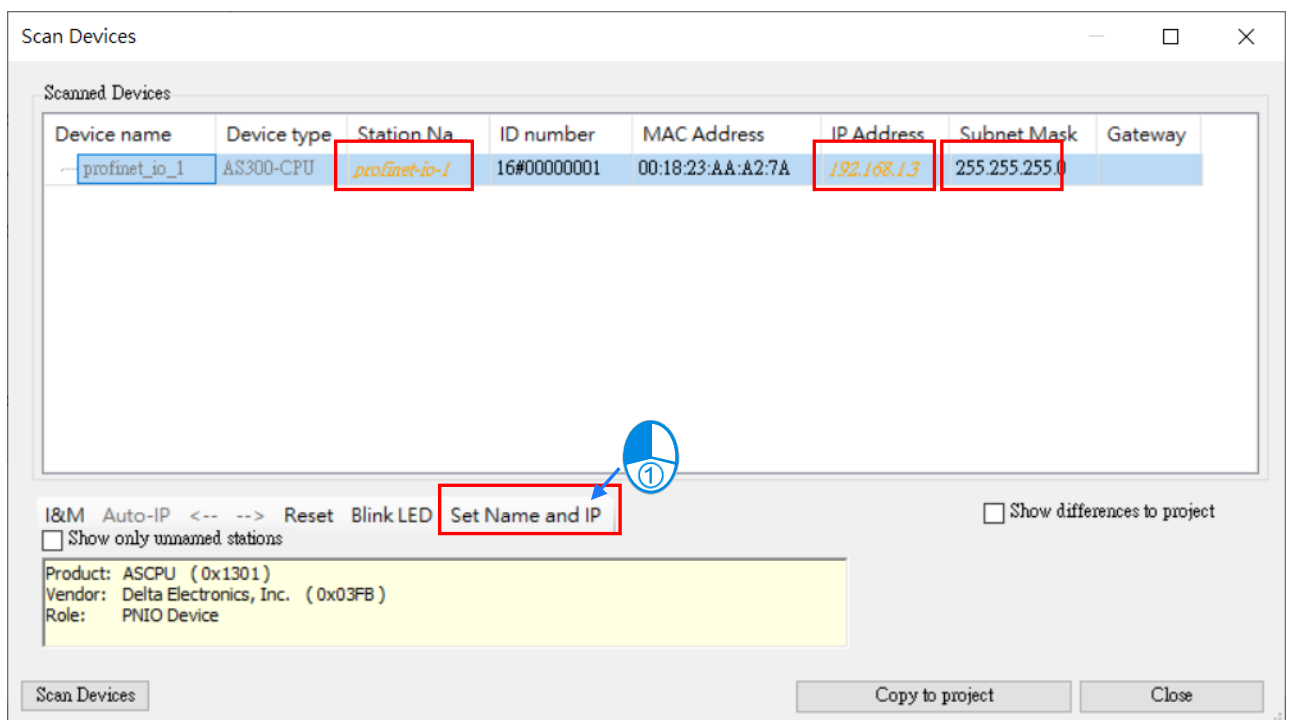 Scan Devices
Scanned Devices
Device name Device type Station Na... ID number MAC Address IP Address Subnet Mask Gateway
profinet_io_1 AS300-CPU profinet-io-1 16#00000001 00:18:23:AA:A2:7A 192.168.1.3 255.255.255.0
1
I&M Auto-IP <-- --> Reset Blink LED Set Name and IP
Show differences to project
Show only unnamed stations
Product: ASCPU (0x1301)
Vendor: Delta Electronics, Inc. (0x03FB)
Role: PNIO Device
Scan Devices Copy to project Close